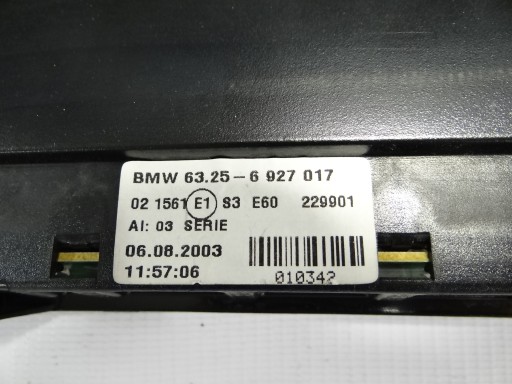 BMW 63.25-6 927 017
02 1561 E1 S3 E60 229901
AI: 03 SERIE
06.08.2003
11:57:06
010342